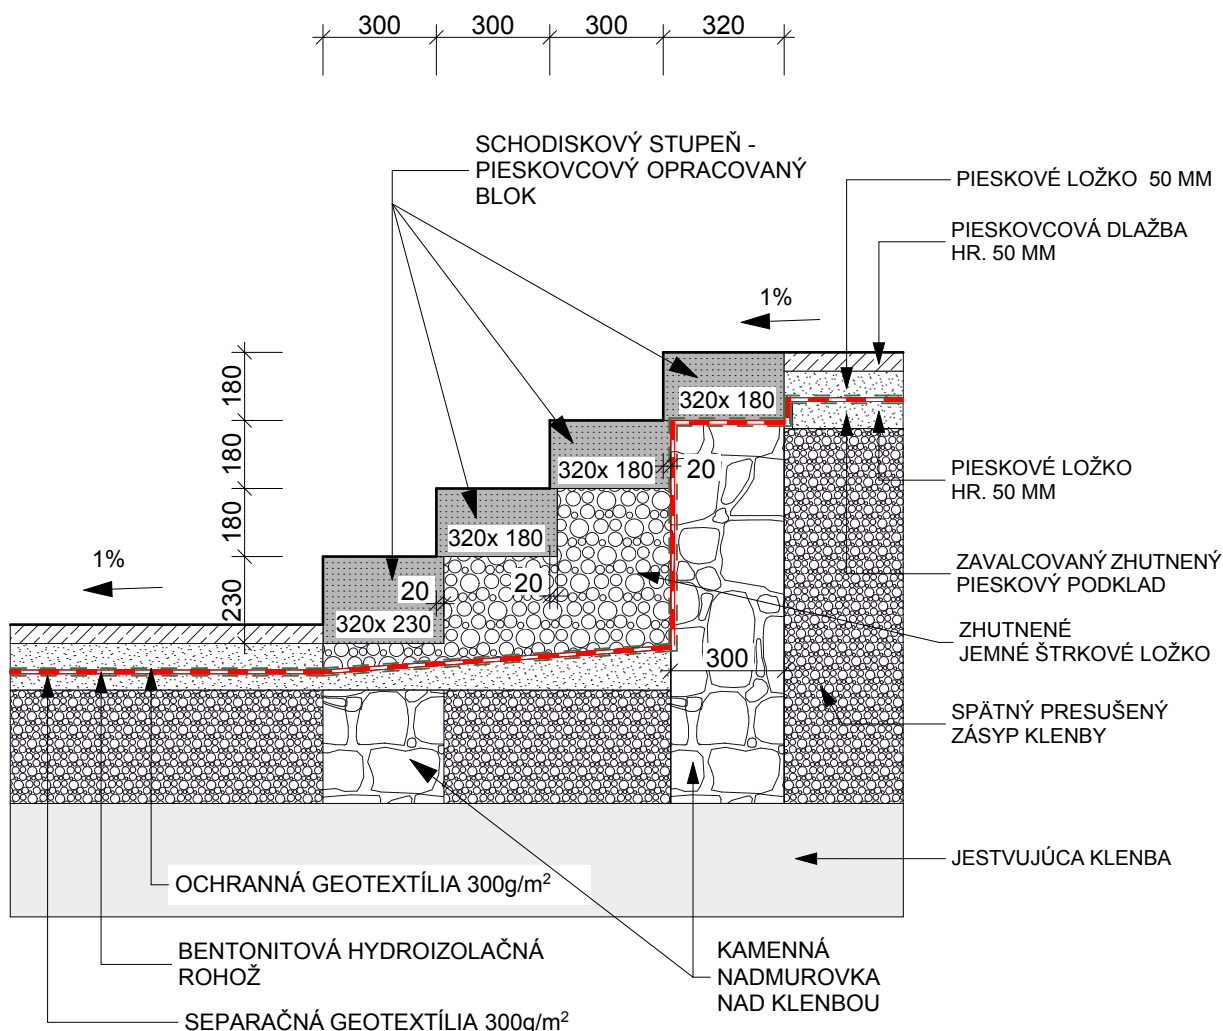 300 300 300 320
SCHODISKOVÝ STUPEŇ -
PIESKOVCOVÝ OPRACOVANÝ
BLOK
PIESKOVÉ LOŽKO 50 MM
PIESKOVCOVÁ DLAŽBA
HR. 50 MM
1%
180
320x 180
180
320x 180
20
PIESKOVÉ LOŽKO
HR. 50 MM
180
320x 180
1%
230
20
20
320x 230
ZAVALCOVANÝ ZHUTNENÝ
PIESKOVÝ PODKLAD
ZHUTNENÉ
JEMNÉ ŠTRKOVÉ LOŽKO
300
SPÄTNÝ PRESUŠENÝ
ZÁSYP KLENBY
JESTVUJÚCA KLENBA
OCHRANNÁ GEOTEXTÍLIA 300g/m²
BENTONITOVÁ HYDROIZOLAČNÁ
ROHOŽ
KAMENNÁ
NADMUROVKA
NAD KLENBOU
SEPARAČNÁ GEOTEXTÍLIA 300g/m²